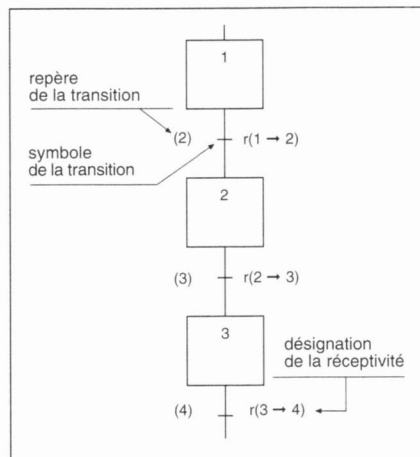 1
repère
de la transition
(2) r(1 → 2)
symbole
de la transition
2
(3) r(2 → 3)
3
désignation
de la réceptivité
(4) r(3 → 4)